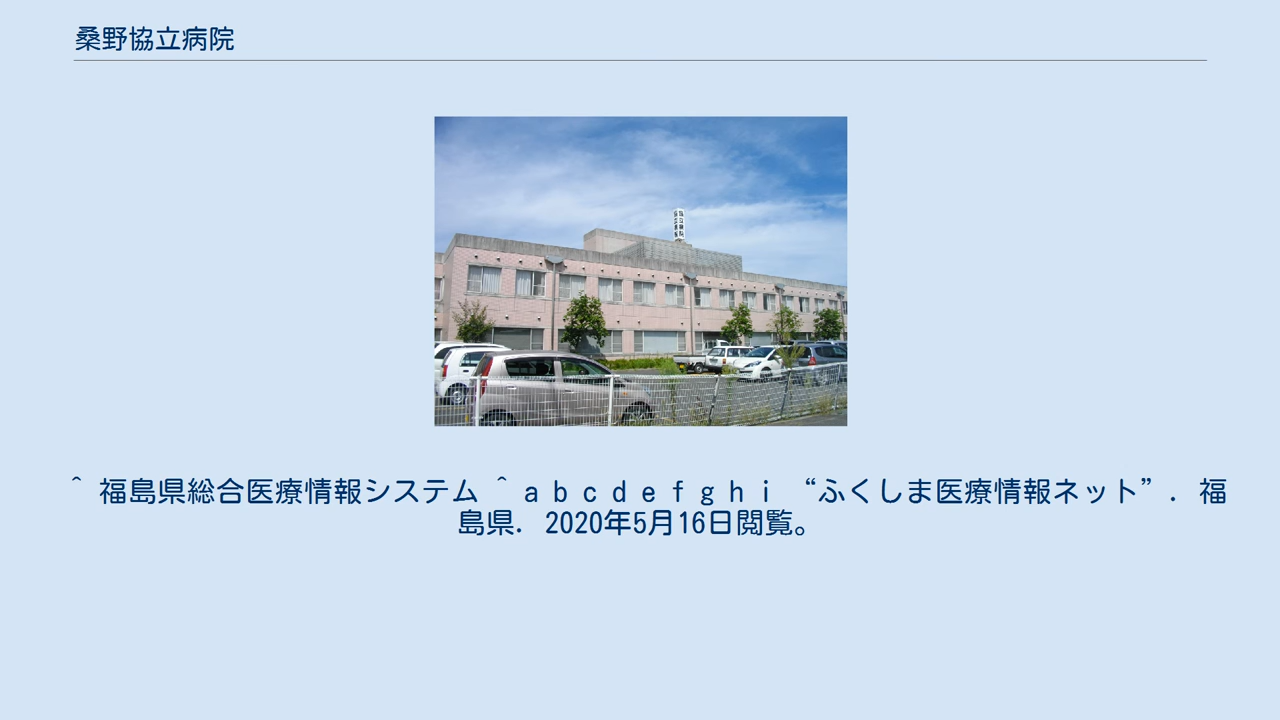 桑野協立病院
^ 福島県総合医療情報システム ^ a b c d e f g h i “ふくしま医療情報ネット”. 福
島県. 2020年5月16日閲覧。